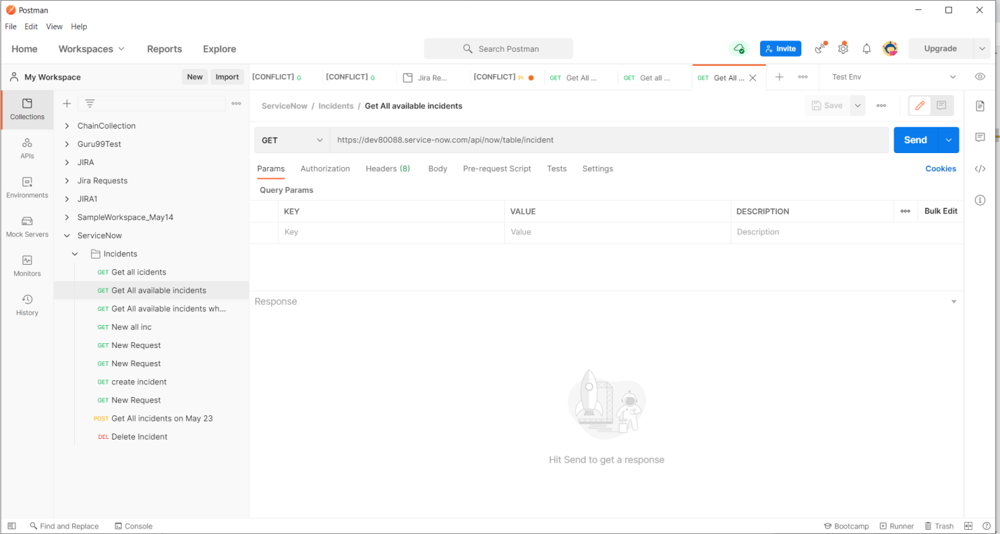 Postman
File Edit View Help
Home Workspaces Reports Explore Search Postman Invite Upgrade
My Workspace New Import [CONFLICT] G [CONFLICT] G Jira Re... [CONFLICT] GET Get All ... GET Get all ... GET Get All ... Test Env
ServiceNow / Incidents / Get All available incidents Save
GET https://dev80088.service-now.com/api/now/table/incident Send
Params Authorization Headers (8) Body Pre-request Script Tests Settings Cookies
Query Params
KEY VALUE DESCRIPTION Bulk Edit
Key Value Description
Response
Hit Send to get a response
Collections
APIs
Environments
Mock Servers
Monitors
History
ChainCollection
Guru99Test
JIRA
Jira Requests
JIRA1
SampleWorkspace_May14
ServiceNow
Incidents
GET Get all icidents
GET Get All available incidents
GET Get All available incidents wh...
GET New all inc
GET New Request
GET New Request
GET create incident
GET New Request
POST Get All incidents on May 23
DEL Delete Incident
Find and Replace Console Bootcamp Runner Trash